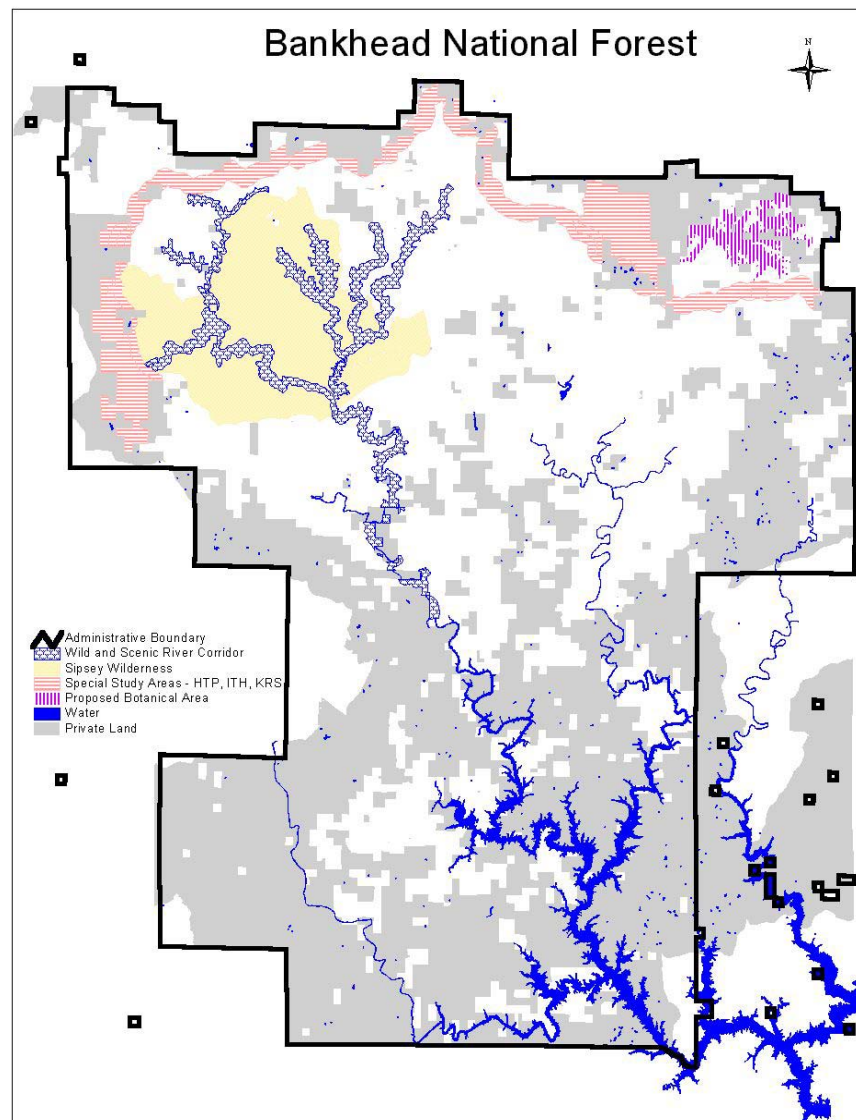 Bankhead National Forest
N
Administrative Boundary
Wild and Scenic River Corridor
Sipsey Wilderness
Special Study Areas - HTP, ITH, KRS
Proposed Botanical Area
Water
Private Land